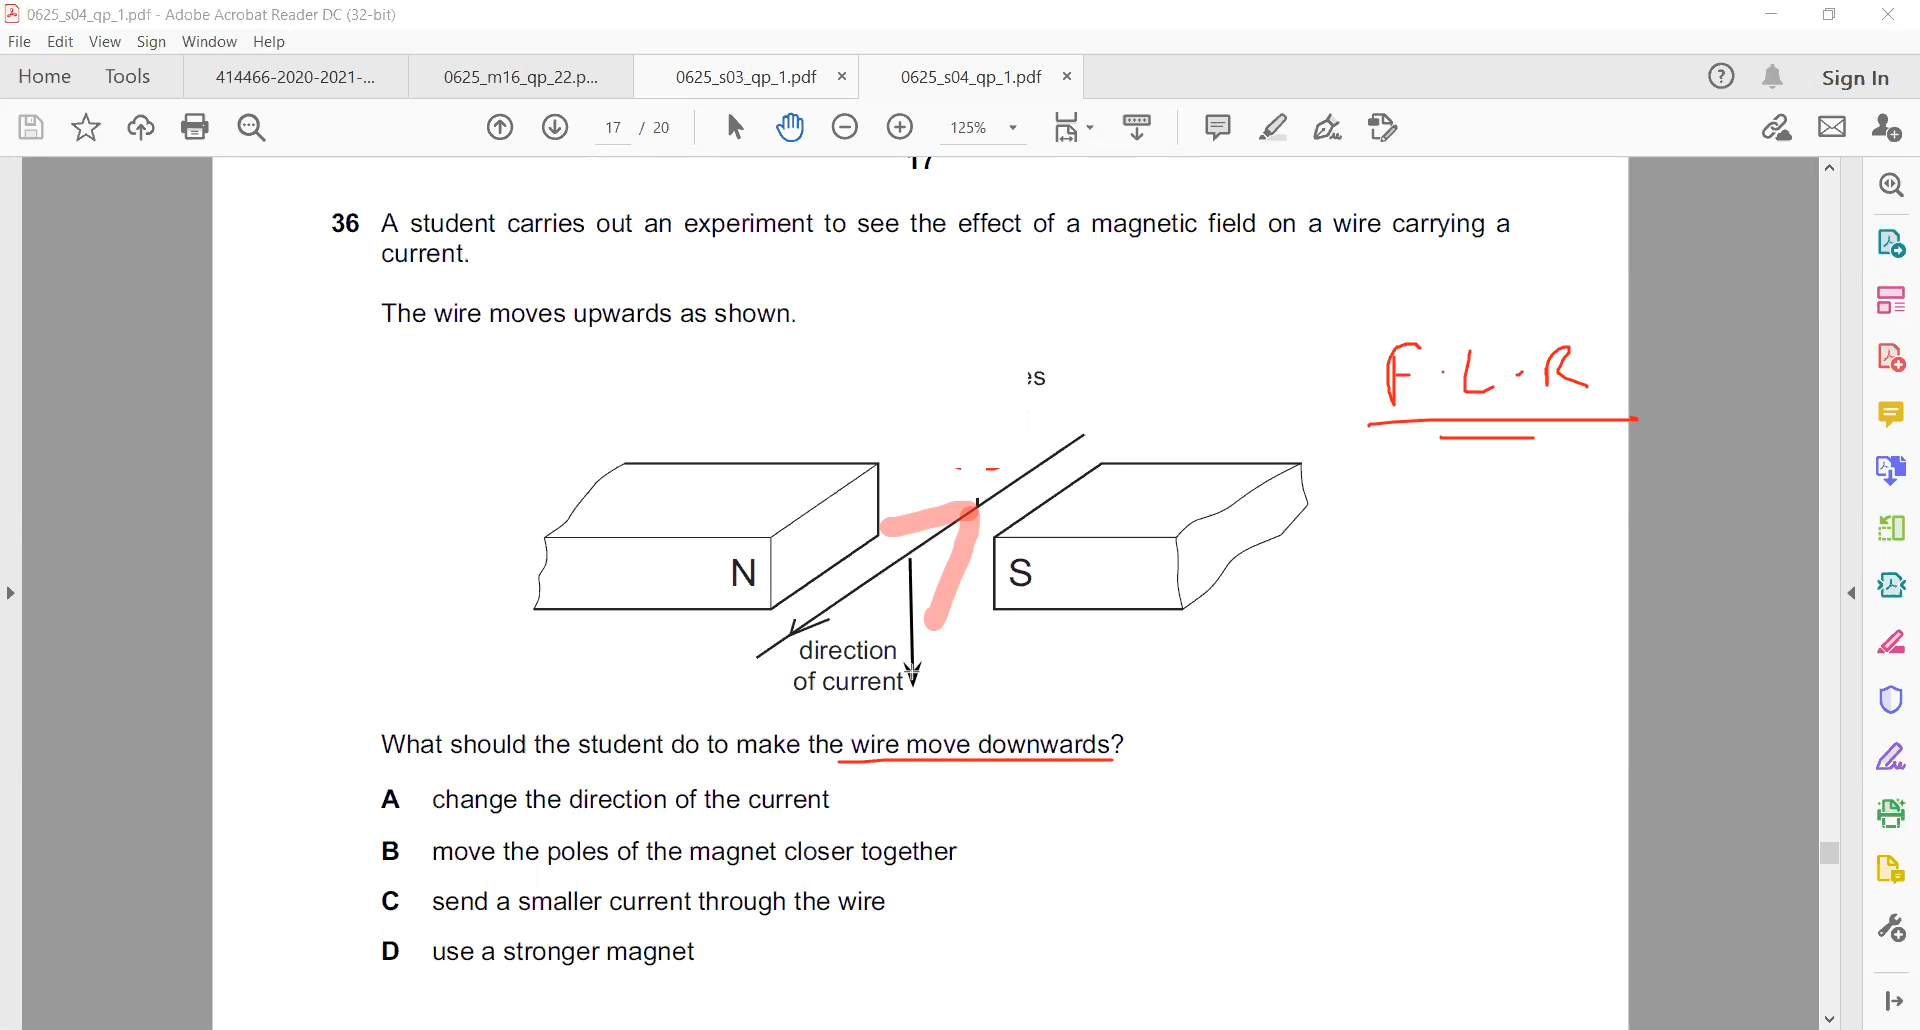 0625_s04_qp_1.pdf - Adobe Acrobat Reader DC (32-bit)
File Edit View Sign Window Help
Home Tools 414466-2020-2021-... 0625_m16_qp_22.p... 0625_s03_qp_1.pdf × 0625_s04_qp_1.pdf × Sign In
17 / 20 125%
17
36 A student carries out an experiment to see the effect of a magnetic field on a wire carrying a
current.
The wire moves upwards as shown.
F.L.R
N
S
direction
of current
What should the student do to make the wire move downwards?
A change the direction of the current
B move the poles of the magnet closer together
C send a smaller current through the wire
D use a stronger magnet